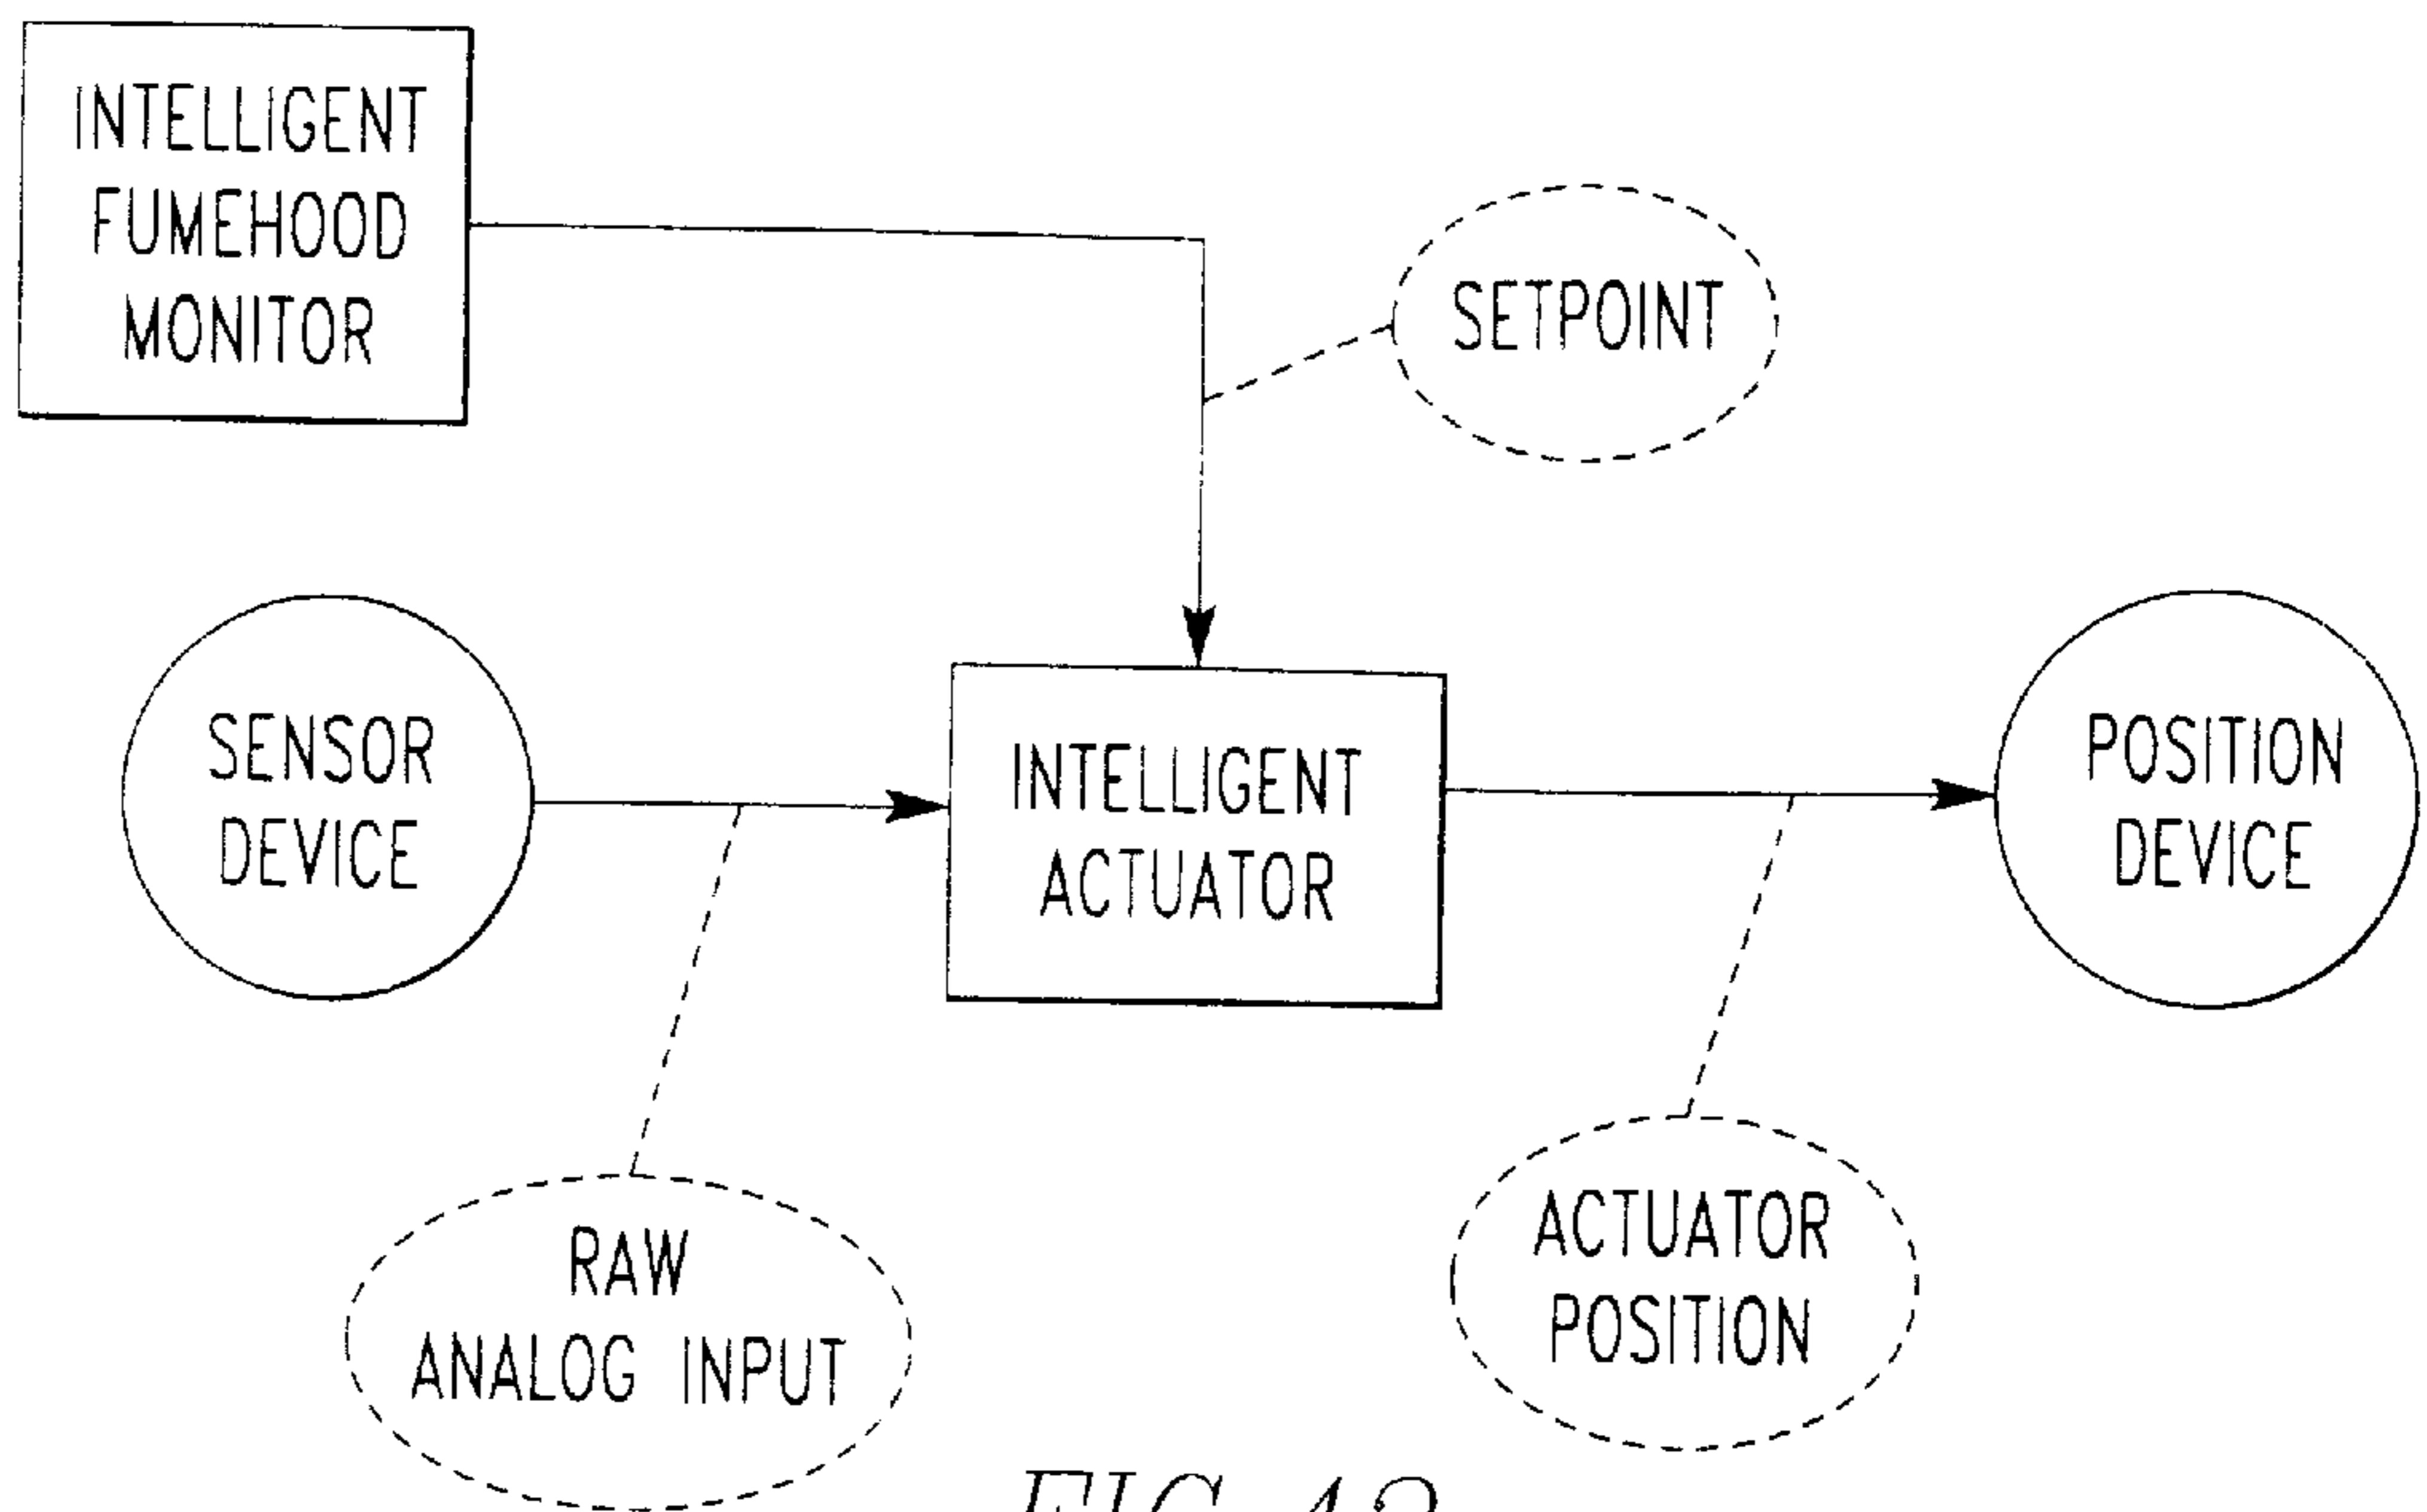 INTELLIGENT
FUMEHOOD
MONITOR
SETPOINT
SENSOR
DEVICE
INTELLIGENT
ACTUATOR
POSITION
DEVICE
RAW
ANALOG INPUT
ACTUATOR
POSITION